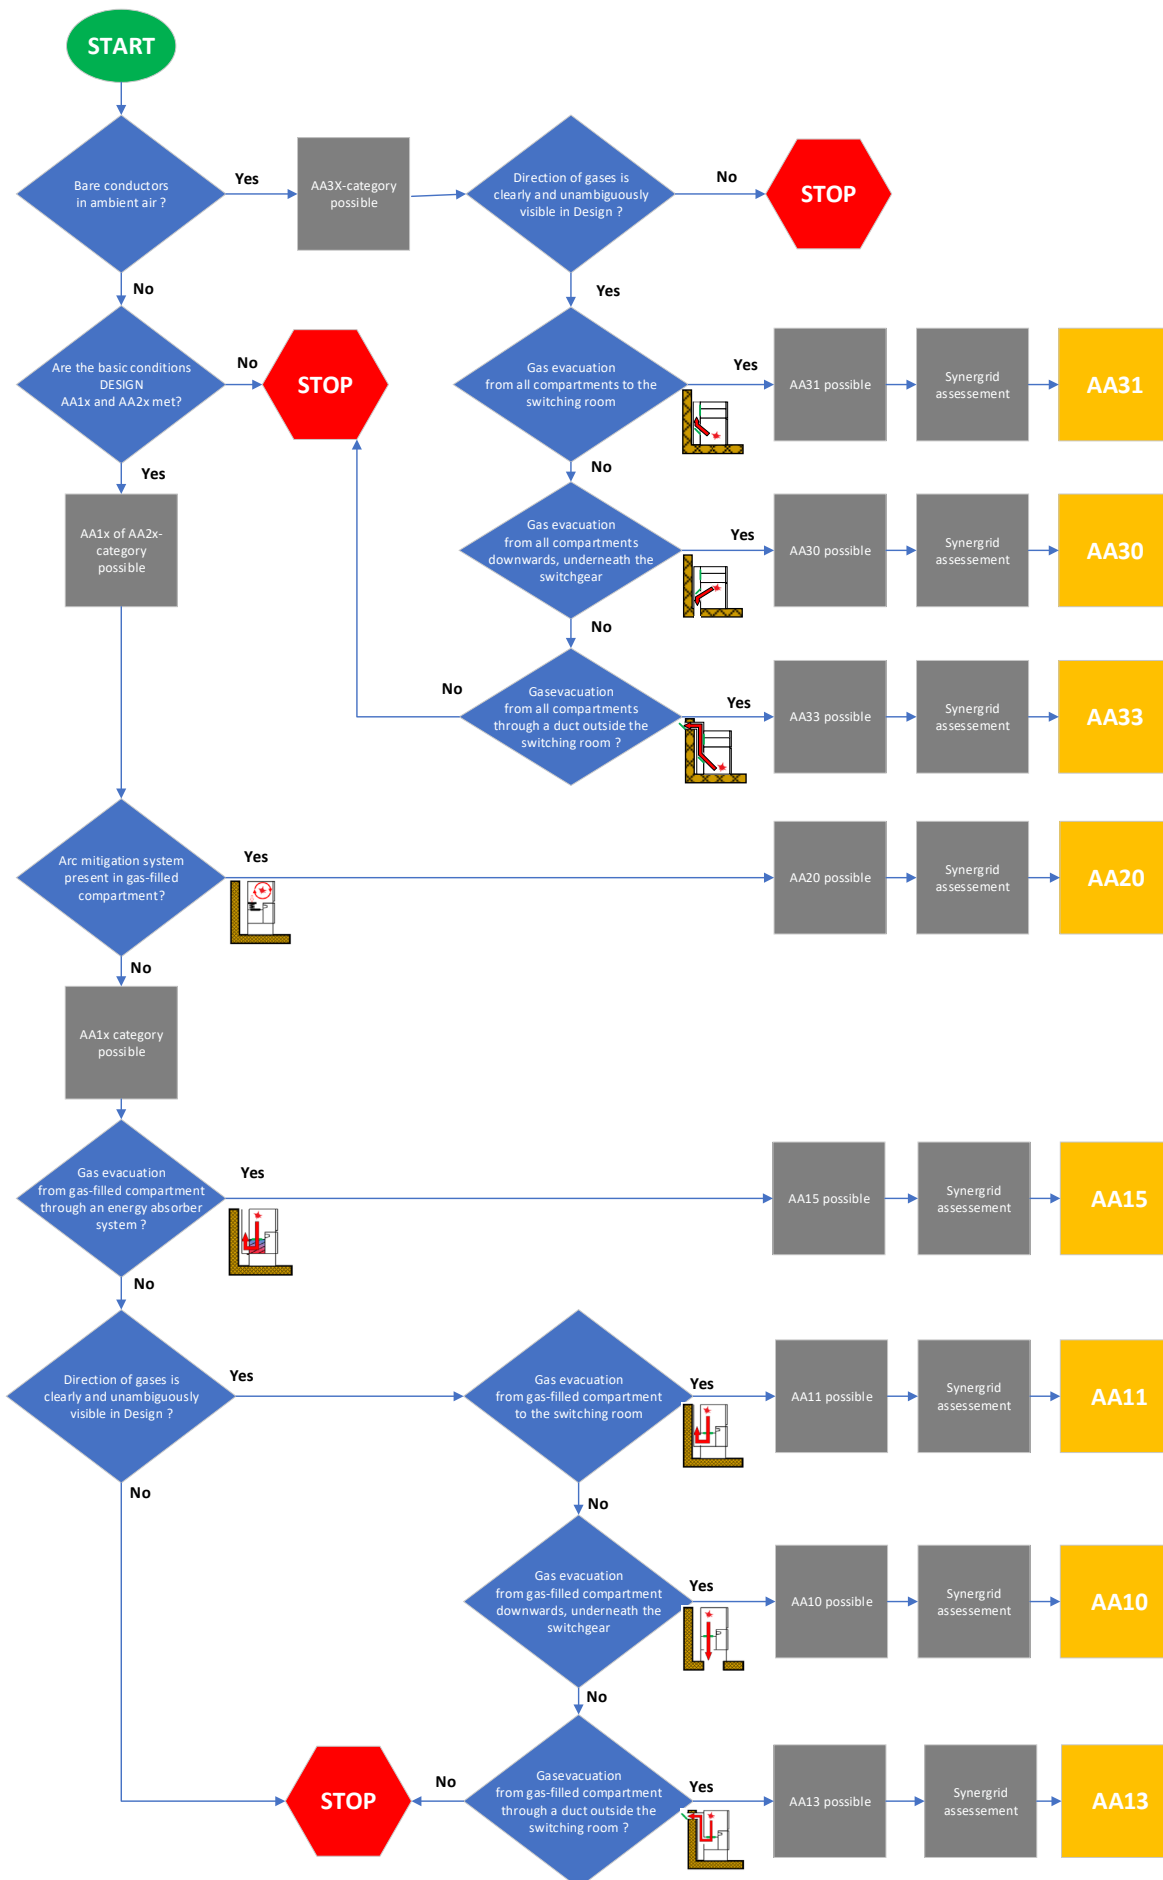 START
Bare conductors
in ambient air ?
Yes
AA3X-category
possible
Direction of gases is
clearly and unambiguously
visible in Design ?
No
STOP
No
Yes
Are the basic conditions
DESIGN
AA1x and AA2x met?
No
STOP
Gas evacuation
from all compartments to the
switching room
Yes
AA31 possible
Synergrid
assessement
AA31
Yes
No
AA1x of AA2x-
category
possible
Gas evacuation
from all compartments
downwards, underneath the
switchgear
Yes
AA30 possible
Synergrid
assessement
AA30
No
No
Gasevacuation
from all compartments
through a duct outside the
switching room ?
Yes
AA33 possible
Synergrid
assessement
AA33
Arc mitigation system
present in gas-filled
compartment?
Yes
AA20 possible
Synergrid
assessement
AA20
No
AA1x category
possible
Gas evacuation
from gas-filled compartment
through an energy absorber
system ?
Yes
AA15 possible
Synergrid
assessement
AA15
No
Direction of gases is
clearly and unambiguously
visible in Design ?
Yes
Gas evacuation
from gas-filled compartment
to the switching room
Yes
AA11 possible
Synergrid
assessement
AA11
No
No
Gas evacuation
from gas-filled compartment
downwards, underneath the
switchgear
Yes
AA10 possible
Synergrid
assessement
AA10
No
STOP
No
Gasevacuation
from gas-filled compartment
through a duct outside the
switching room ?
Yes
AA13 possible
Synergrid
assessement
AA13